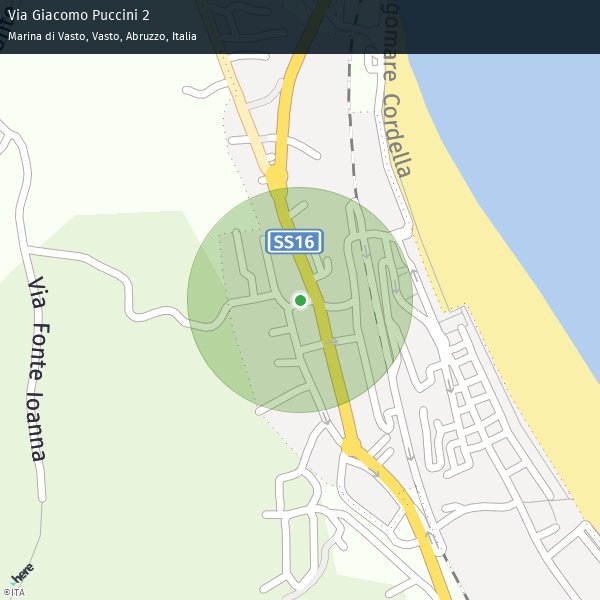 Via Giacomo Puccini 2
Marina di Vasto, Vasto, Abruzzo, Italia
gomare Cordella
SS16
Via Fonte Ioanna
here
©ITA